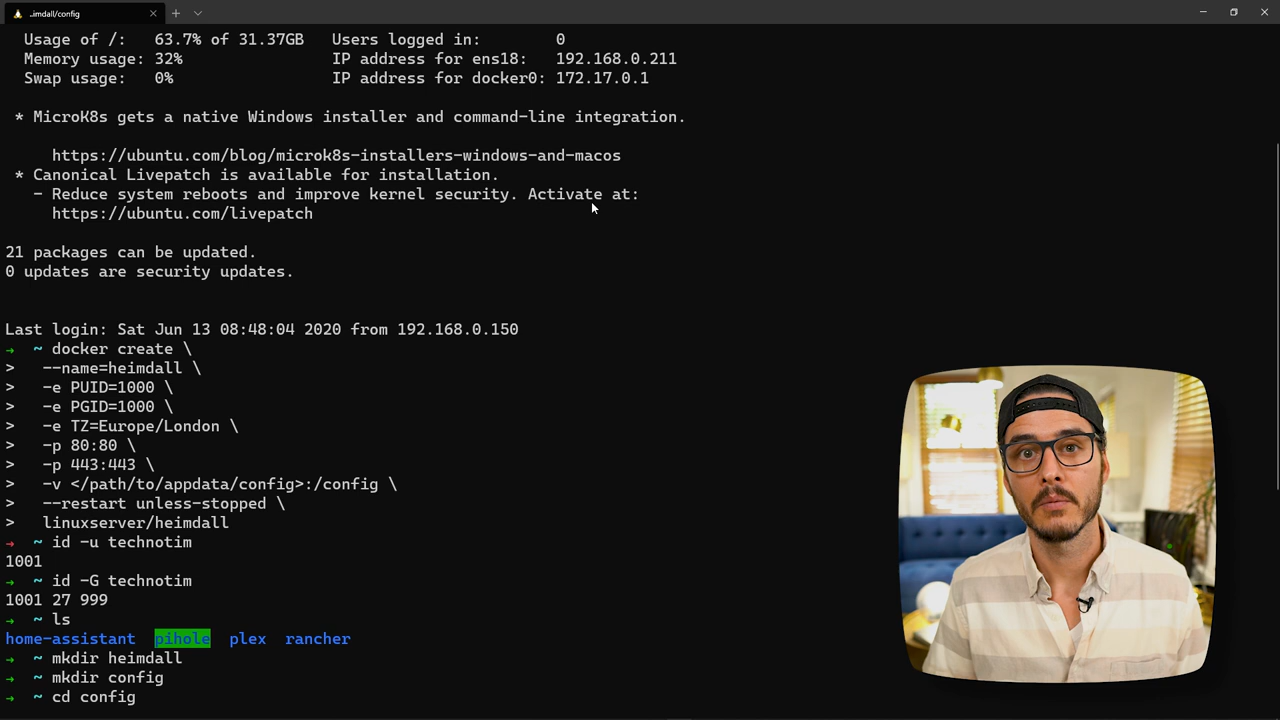 ..imdall/config
Usage of /: 63.7% of 31.37GB Users logged in: 0
Memory usage: 32% IP address for ens18: 192.168.0.211
Swap usage: 0% IP address for docker0: 172.17.0.1
* MicroK8s gets a native Windows installer and command-line integration.
https://ubuntu.com/blog/microk8s-installers-windows-and-macos
* Canonical Livepatch is available for installation.
- Reduce system reboots and improve kernel security. Activate at:
https://ubuntu.com/livepatch
21 packages can be updated.
0 updates are security updates.
Last login: Sat Jun 13 08:48:04 2020 from 192.168.0.150
→ ~ docker create \
> --name=heimdall \
> -e PUID=1000 \
> -e PGID=1000 \
> -e TZ=Europe/London \
> -p 80:80 \
> -p 443:443 \
> -v </path/to/appdata/config>:/config \
> --restart unless-stopped \
> linuxserver/heimdall
→ ~ id -u technotim
1001
→ ~ id -G technotim
1001 27 999
→ ~ ls
home-assistant pihole plex rancher
→ ~ mkdir heimdall
→ ~ mkdir config
→ ~ cd config